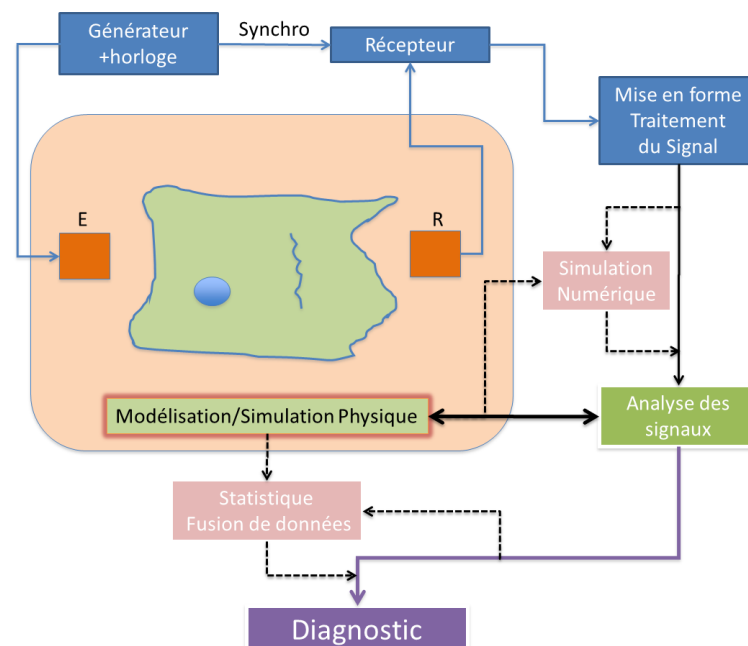 Générateur
+horloge
Synchro
Récepteur
Mise en forme
Traitement
du Signal
E
R
Simulation
Numérique
Modélisation/Simulation Physique
Analyse des
signaux
Statistique
Fusion de données
Diagnostic